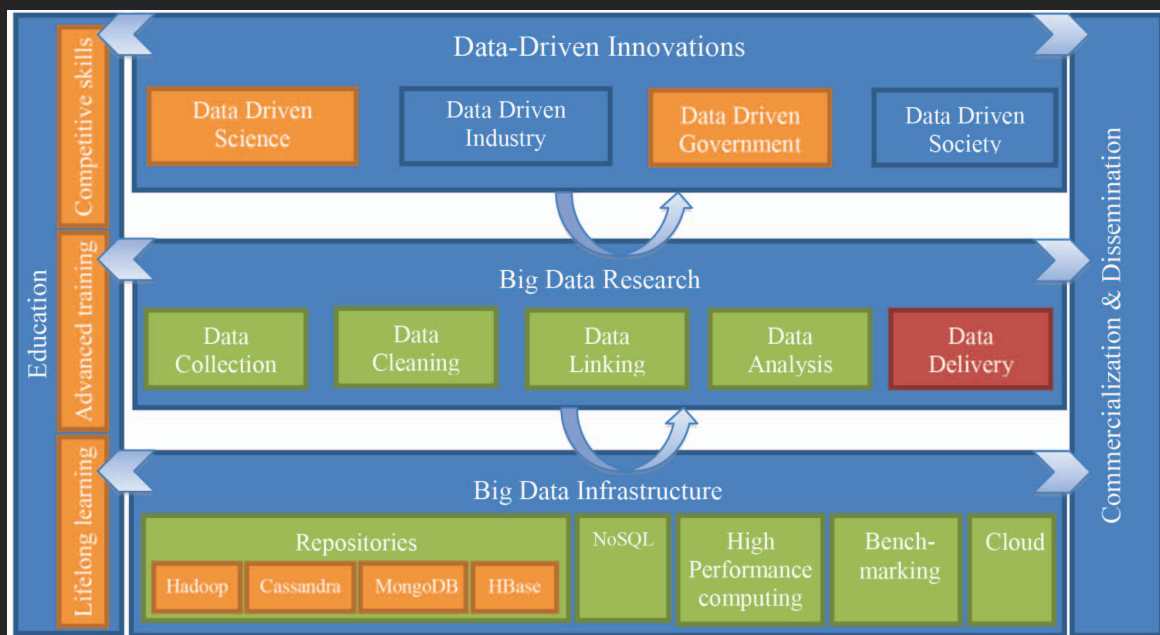 Education
Competitive skills
Advanced training
Lifelong learning
Data-Driven Innovations
Data Driven
Science
Data Driven
Industry
Data Driven
Government
Data Driven
Society
Big Data Research
Data
Collection
Data
Cleaning
Data
Linking
Data
Analysis
Data
Delivery
Big Data Infrastructure
Repositories
Hadoop
Cassandra
MongoDB
HBase
NoSQL
High
Performance
computing
Bench-
marking
Cloud
Commercialization & Dissemination